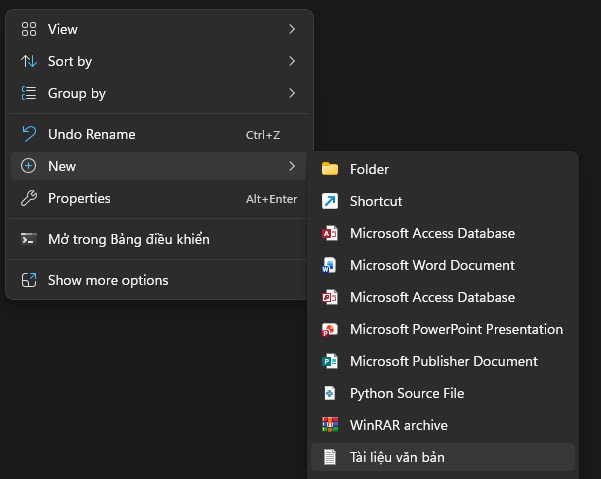 View
Sort by
Group by
Undo Rename Ctrl+Z
New
Properties Alt+Enter
Mở trong Bảng điều khiển
Show more options
Folder
Shortcut
Microsoft Access Database
Microsoft Word Document
Microsoft Access Database
Microsoft PowerPoint Presentation
Microsoft Publisher Document
Python Source File
WinRAR archive
Tài liệu văn bản